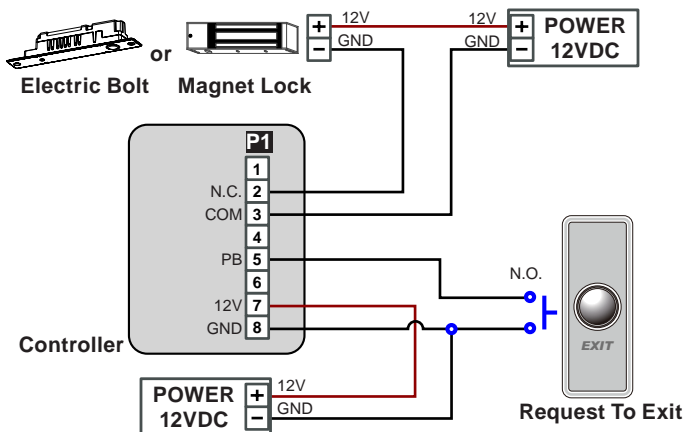 + 12V 12V + POWER
- GND GND - 12VDC
or
Electric Bolt Magnet Lock
P1
1
N.C. 2
COM 3
4
PB 5
6
N.O.
12V 7
GND 8
Controller
EXIT
POWER + 12V
12VDC - GND
Request To Exit